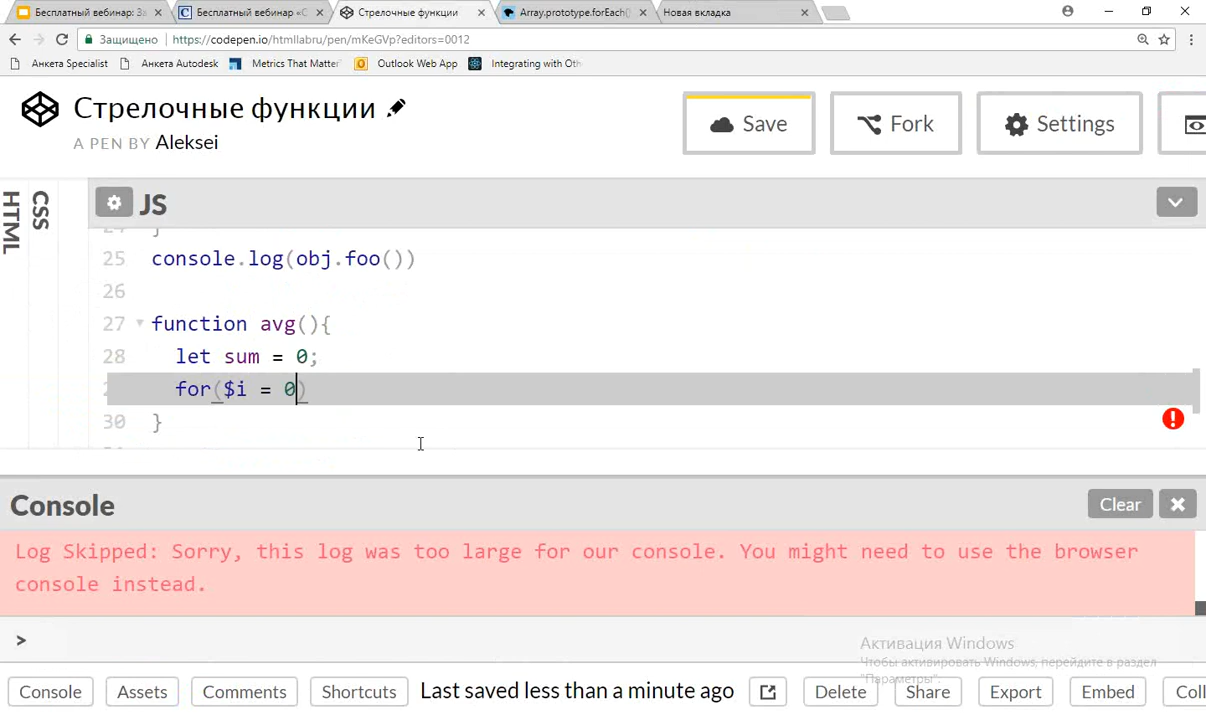 Бесплатный вебинар: За
Бесплатный вебинар «С
Стрелочные функции
Array.prototype.forEach()
Новая вкладка
Защищено
https://codepen.io/htmllabru/pen/mKeGVp?editors=0012
Анкета Specialist
Анкета Autodesk
Metrics That Matter
Outlook Web App
Integrating with Oth
Стрелочные функции
A PEN BY Aleksei
Save
Fork
Settings
HTML
CSS
JS
24 }
25 console.log(obj.foo())
26
27 function avg(){
28 let sum = 0;
for($i = 0)
30 }
Console
Clear
Log Skipped: Sorry, this log was too large for our console. You might need to use the browser
console instead.
>
Активация Windows
Чтобы активировать Windows, перейдите в раздел
"Параметры".
Console
Assets
Comments
Shortcuts
Last saved less than a minute ago
Delete
Share
Export
Embed
Coll